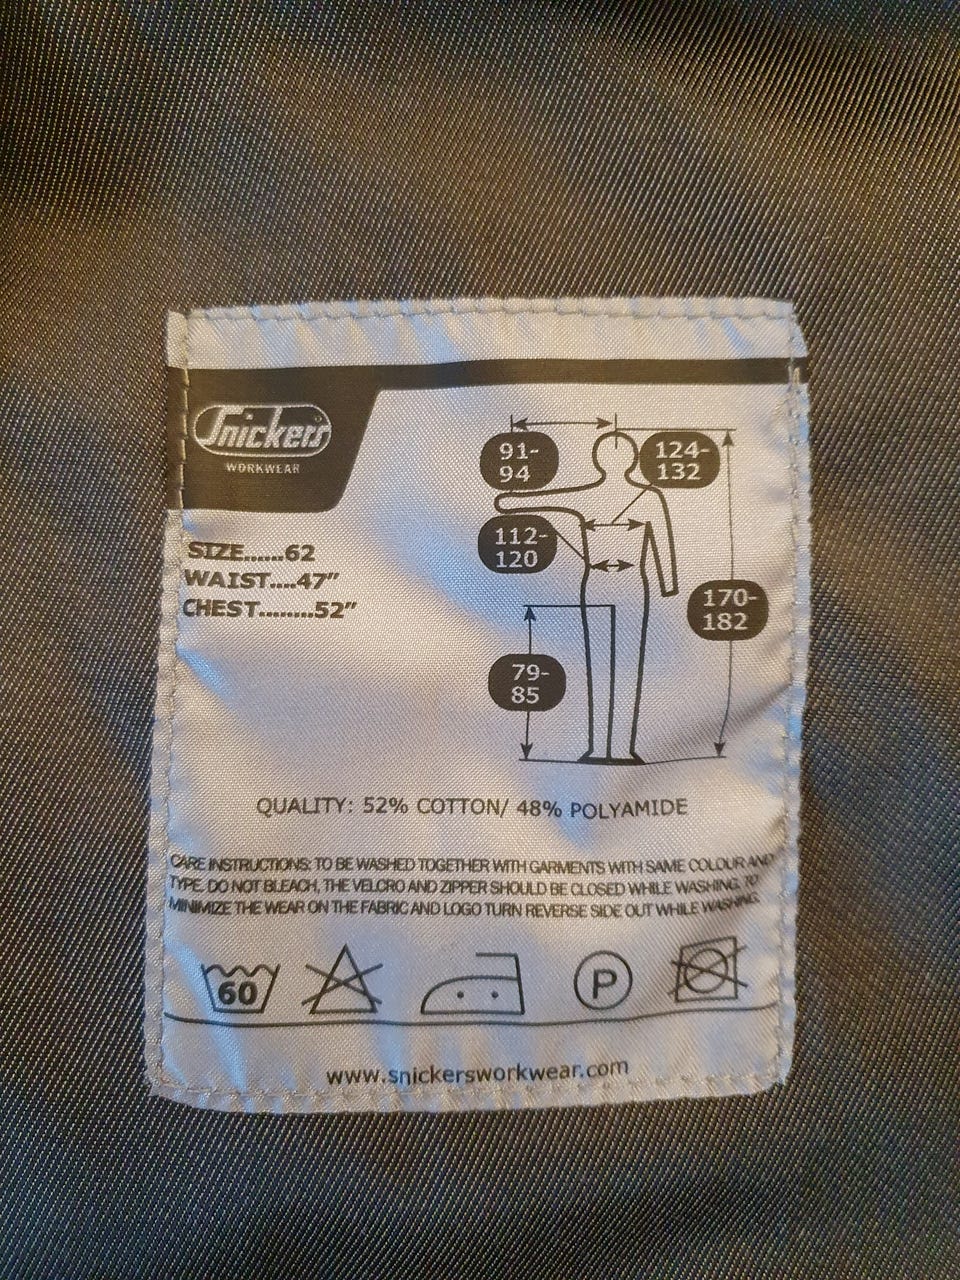 Snickers
WORKWEAR
SIZE......62
WAIST....47"
CHEST.........52"
91-
94
124-
132
112-
120
170-
182
79-
85
QUALITY: 52% COTTON/ 48% POLYAMIDE
CARE INSTRUCTIONS: TO BE WASHED TOGETHER WITH GARMENTS WITH SAME COLOUR AND
TYPE. DO NOT BLEACH, THE VELCRO AND ZIPPER SHOULD BE CLOSED WHILE WASHING. TO
MINIMIZE THE WEAR ON THE FABRIC AND LOGO TURN REVERSE SIDE OUT WHILE WASHING.
60
P
www.snickersworkwear.com